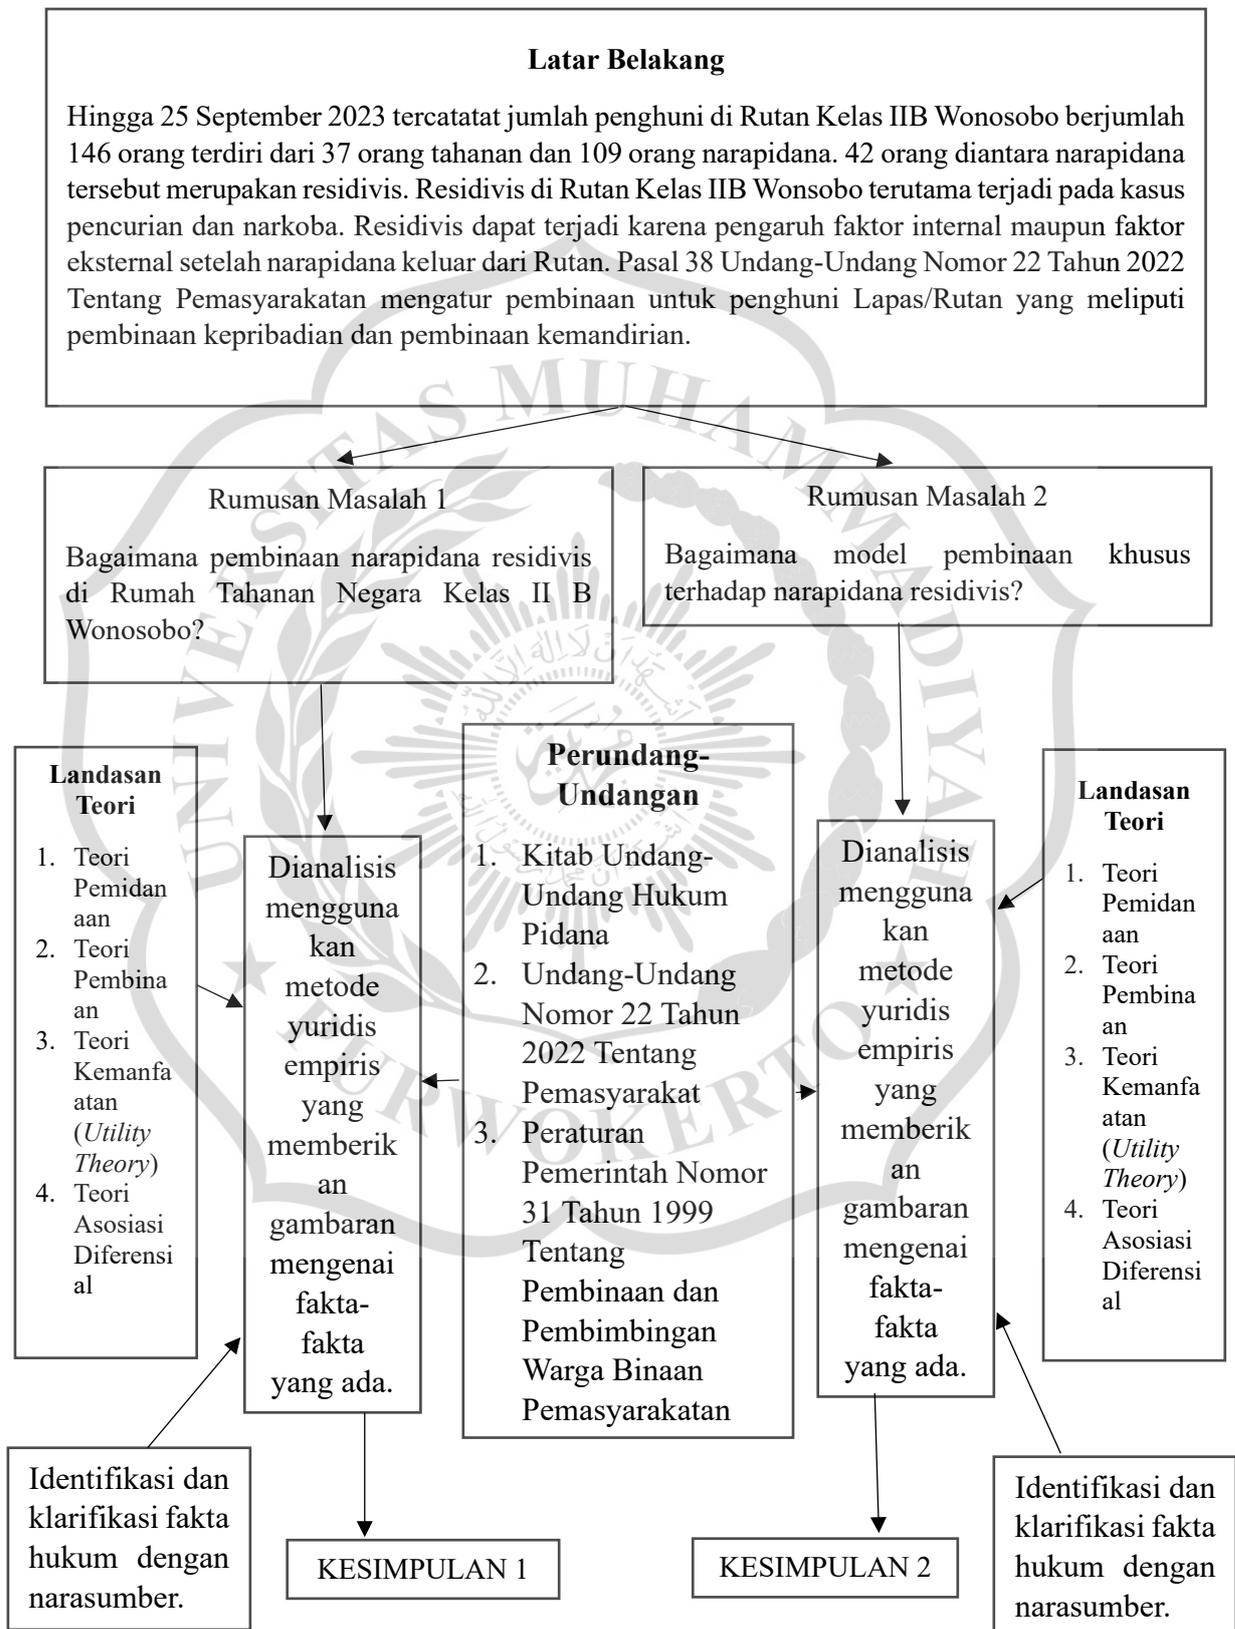 Latar Belakang
Hingga 25 September 2023 tercatatat jumlah penghuni di Rutan Kelas IIB Wonosobo berjumlah
146 orang terdiri dari 37 orang tahanan dan 109 orang narapidana. 42 orang diantara narapidana
tersebut merupakan residivis. Residivis di Rutan Kelas IIB Wonsobo terutama terjadi pada kasus
pencurian dan narkoba. Residivis dapat terjadi karena pengaruh faktor internal maupun faktor
eksternal setelah narapidana keluar dari Rutan. Pasal 38 Undang-Undang Nomor 22 Tahun 2022
Tentang Pemasyarakatan mengatur pembinaan untuk penghuni Lapas/Rutan yang meliputi
pembinaan kepribadian dan pembinaan kemandirian.
Rumusan Masalah 1
Bagaimana pembinaan narapidana residivis
di Rumah Tahanan Negara Kelas II B
Wonosobo?
Rumusan Masalah 2
Bagaimana model pembinaan khusus
terhadap narapidana residivis?
Landasan
Teori
1. Teori
Pemidan
aan
2. Teori
Pembina
an
3. Teori
Kemanfa
atan
(Utility
Theory)
4. Teori
Asosiasi
Diferensi
al
Dianalisis
mengguna
kan
metode
yuridis
empiris
yang
memberik
an
gambaran
mengenai
fakta-
fakta
yang ada.
Perundang-
Undangan
1. Kitab Undang-
Undang Hukum
Pidana
2. Undang-Undang
Nomor 22 Tahun
2022 Tentang
Pemasyarakat
3. Peraturan
Pemerintah Nomor
31 Tahun 1999
Tentang
Pembinaan dan
Pembimbingan
Warga Binaan
Pemasyarakatan
Dianalisis
mengguna
kan
metode
yuridis
empiris
yang
memberik
an
gambaran
mengenai
fakta-
fakta
yang ada.
Landasan
Teori
1. Teori
Pemidan
aan
2. Teori
Pembina
an
3. Teori
Kemanfa
atan
(Utility
Theory)
4. Teori
Asosiasi
Diferensi
al
Identifikasi dan
klarifikasi fakta
hukum dengan
narasumber.
KESIMPULAN 1
KESIMPULAN 2
Identifikasi dan
klarifikasi fakta
hukum dengan
narasumber.
UNIVERSITAS MUHAMMADIYAH
PURWOKERTO